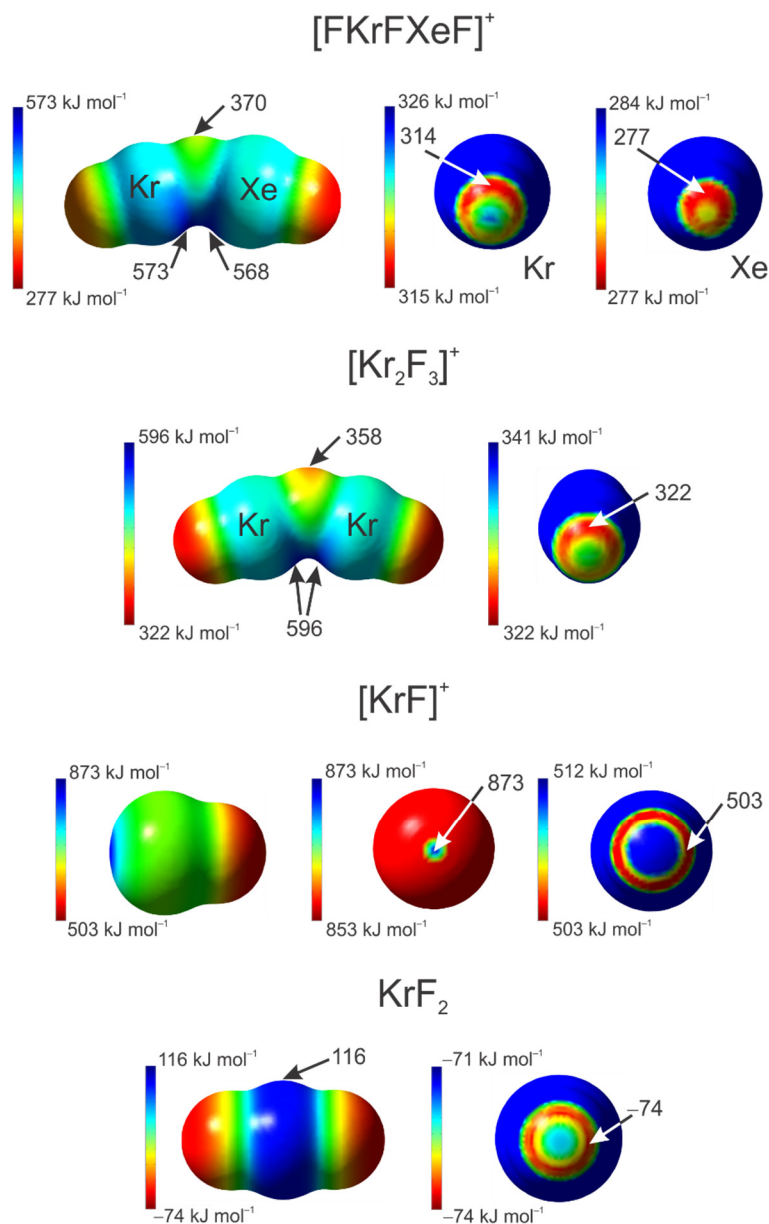 [FKrFXeF]⁺
573 kJ mol⁻¹
370
Kr
Xe
573
568
277 kJ mol⁻¹
326 kJ mol⁻¹
314
315 kJ mol⁻¹
Kr
284 kJ mol⁻¹
277
277 kJ mol⁻¹
Xe
[Kr₂F₃]⁺
596 kJ mol⁻¹
358
Kr
Kr
596
322 kJ mol⁻¹
341 kJ mol⁻¹
322
322 kJ mol⁻¹
[KrF]⁺
873 kJ mol⁻¹
503 kJ mol⁻¹
873 kJ mol⁻¹
873
853 kJ mol⁻¹
512 kJ mol⁻¹
503
503 kJ mol⁻¹
KrF₂
116 kJ mol⁻¹
116
−74 kJ mol⁻¹
−71 kJ mol⁻¹
−74
−74 kJ mol⁻¹